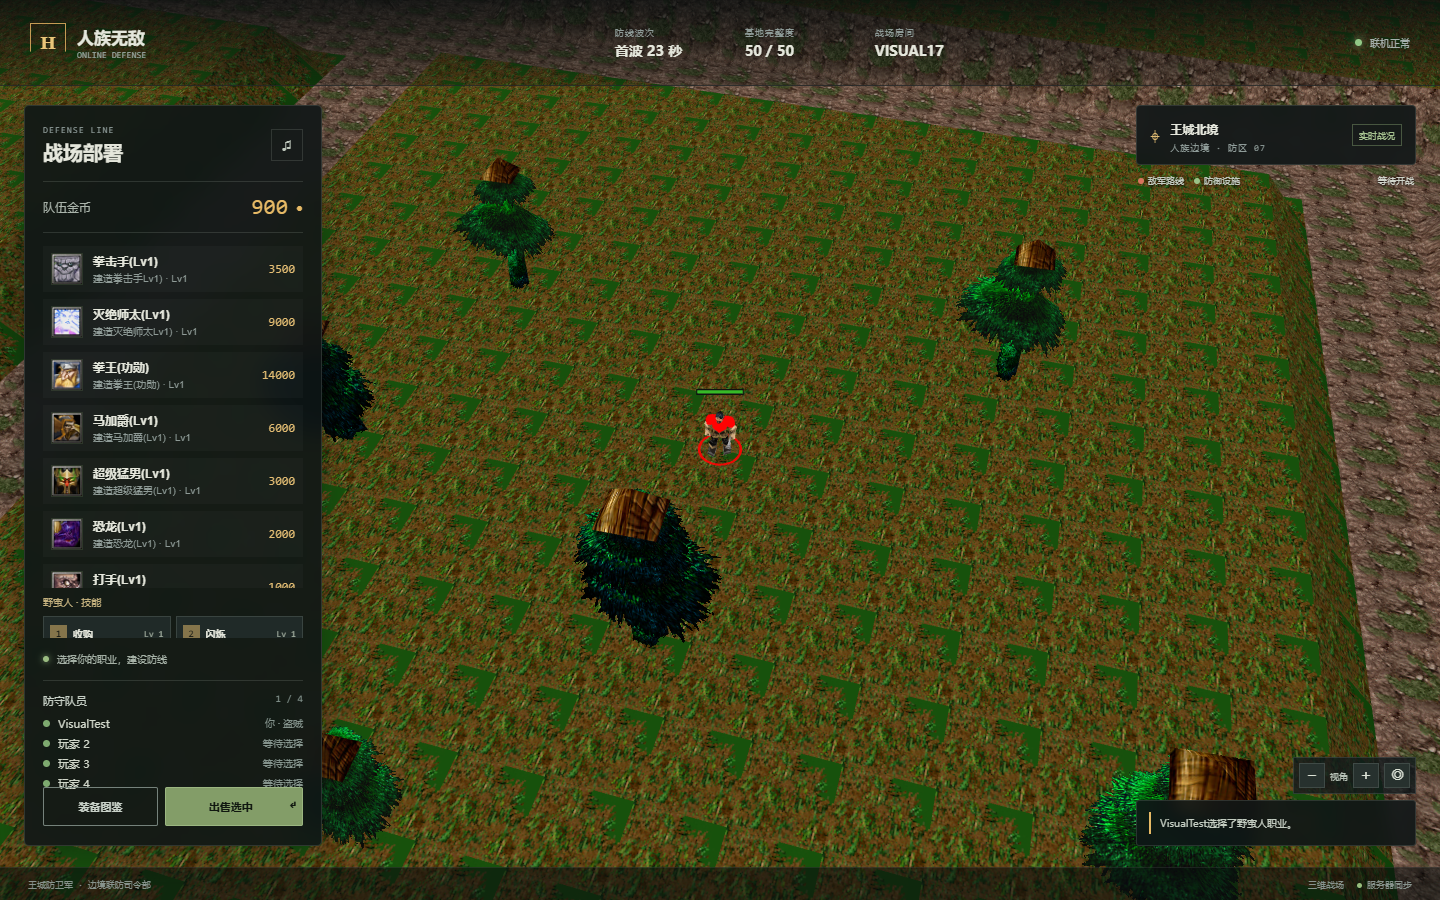 H
人族无敌
ONLINE DEFENSE
防线波次
首波 23 秒
基地完整度
50 / 50
战场房间
VISUAL17
联机正常
DEFENSE LINE
战场部署
队伍金币
900
拳击手(Lv1)
建造拳击手Lv1) · Lv1
3500
灭绝师太(Lv1)
建造灭绝师太Lv1) · Lv1
9000
拳王(功勋)
建造拳王(功勋) · Lv1
14000
马加爵(Lv1)
建造马加爵(Lv1) · Lv1
6000
超级猛男(Lv1)
建造超级猛男(Lv1) · Lv1
3000
恐龙(Lv1)
建造恐龙(Lv1) · Lv1
2000
打手(Lv1)
1000
野蛮人 · 技能
1 收购 Lv 1
2 闪烁 Lv 1
选择你的职业，建设防线
防守队员
1 / 4
VisualTest
你 · 盗贼
玩家 2
等待选择
玩家 3
等待选择
玩家 4
等待选择
装备图鉴
出售选中
王城北境
人族边境 · 防区 07
实时战况
敌军路线
防御设施
等待开战
视角
VisualTest选择了野蛮人职业。
王城防卫军 · 边境联防司令部
三维战场
服务器同步